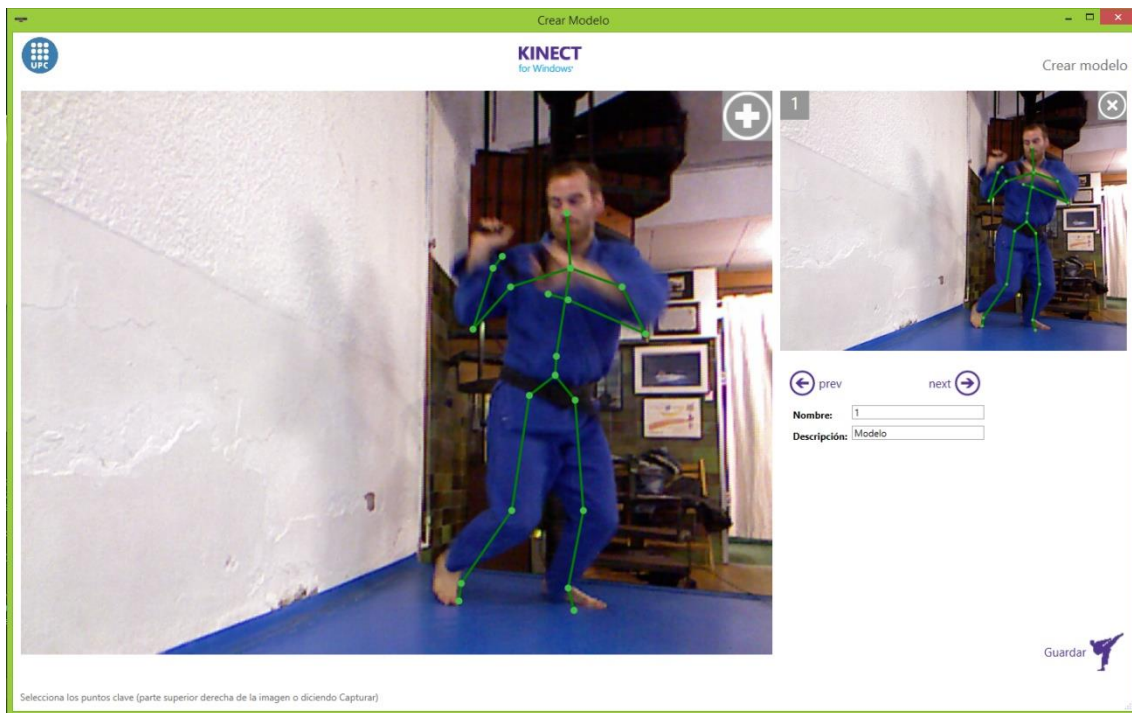 Crear Modelo
UPC
KINECT
for Windows
Crear modelo
1
prev
next
Nombre: 1
Descripción: Modelo
Guardar
Selecciona los puntos clave (parte superior derecha de la imagen o diciendo Capturar)